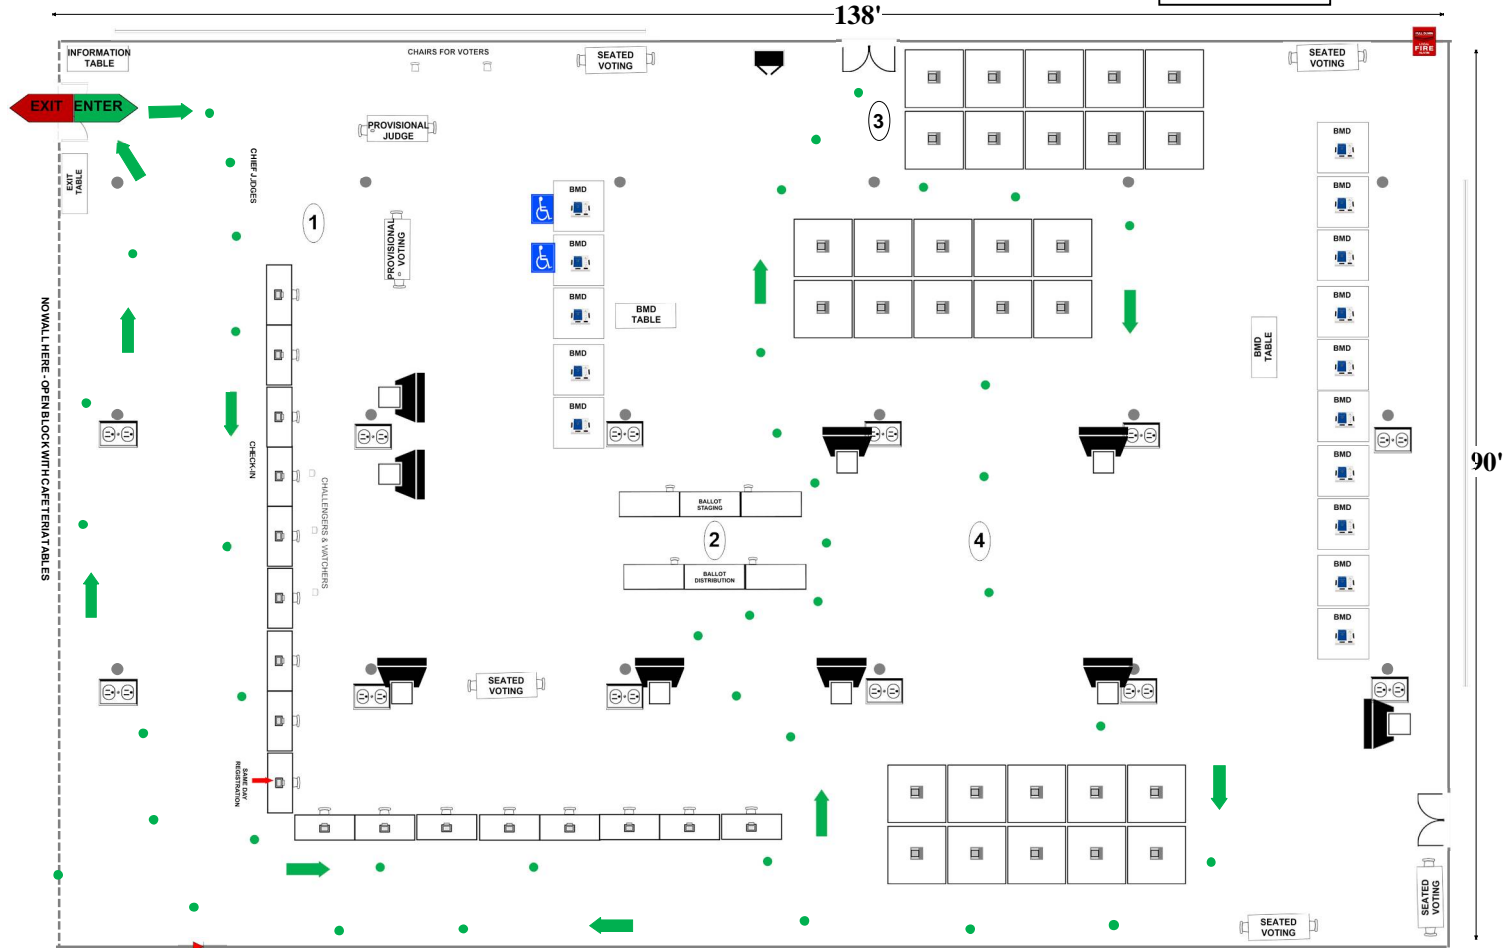 138'
INFORMATION
TABLE
CHAIRS FOR VOTERS
SEATED
VOTING
SEATED
VOTING
FIRE
EXIT
ENTER
PROVISIONAL
JUDGE
3
BMD
CHIEF JUDGES
EXIT
TABLE
BMD
BMD
1
PROVISIONAL
VOTING
BMD
BMD
BMD
BMD
TABLE
BMD
BMD
TABLE
BMD
BMD
BMD
BMD
NO WALL HERE - OPEN BLOCK WITH CAFETERIA TABLES
CHECK-IN
90'
BMD
CHALLENGERS & WATCHERS
BALLOT
STAGING
BMD
2
4
BALLOT
DISTRIBUTION
BMD
BMD
SEATED
VOTING
SAME DAY
REGISTRATION
SEATED
VOTING
SEATED
VOTING